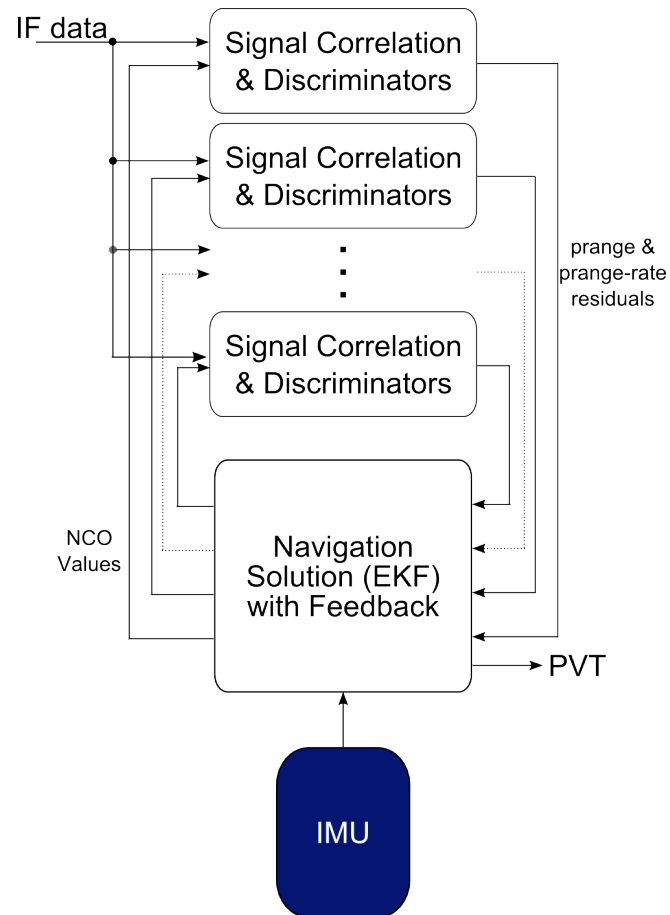 IF data
Signal Correlation
& Discriminators
Signal Correlation
& Discriminators
prange &
prange-rate
residuals
Signal Correlation
& Discriminators
NCO
Values
Navigation
Solution (EKF)
with Feedback
PVT
IMU